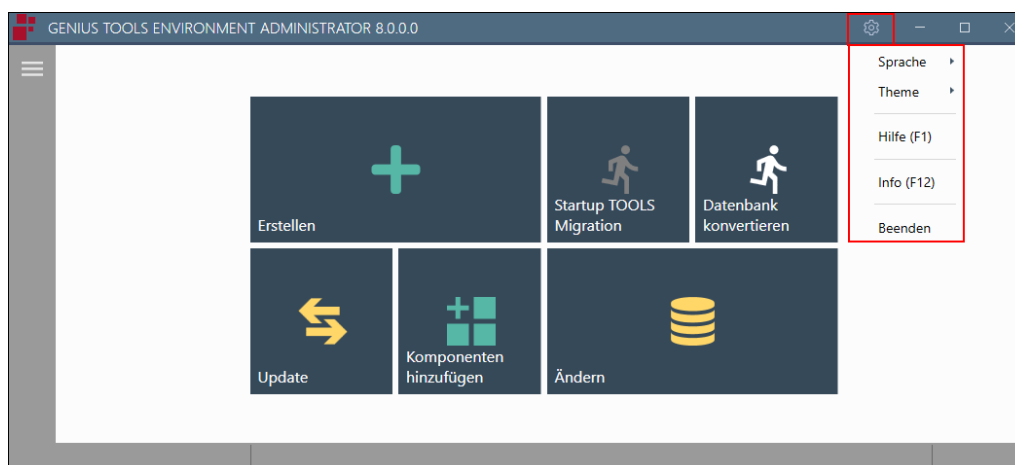 GENIUS TOOLS ENVIRONMENT ADMINISTRATOR 8.0.0.0
Sprache
Theme
Hilfe (F1)
Info (F12)
Beenden
Erstellen
Startup TOOLS
Migration
Datenbank
konvertieren
Update
Komponenten
hinzufügen
Ändern